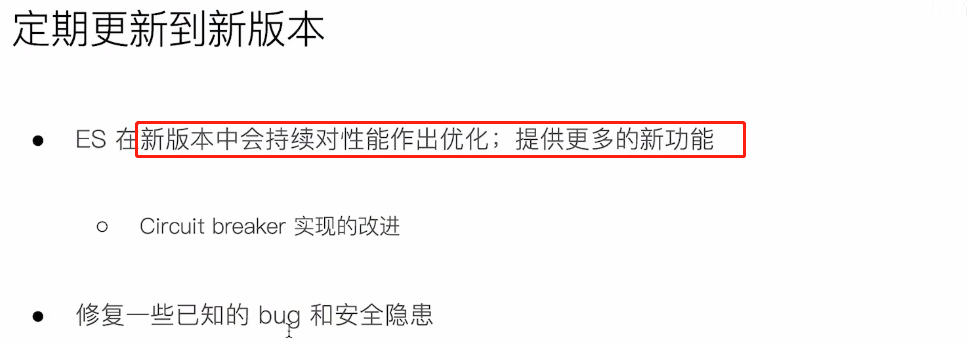 定期更新到新版本
ES 在新版本中会持续对性能作出优化；提供更多的新功能
Circuit breaker 实现的改进
修复一些已知的 bug 和安全隐患